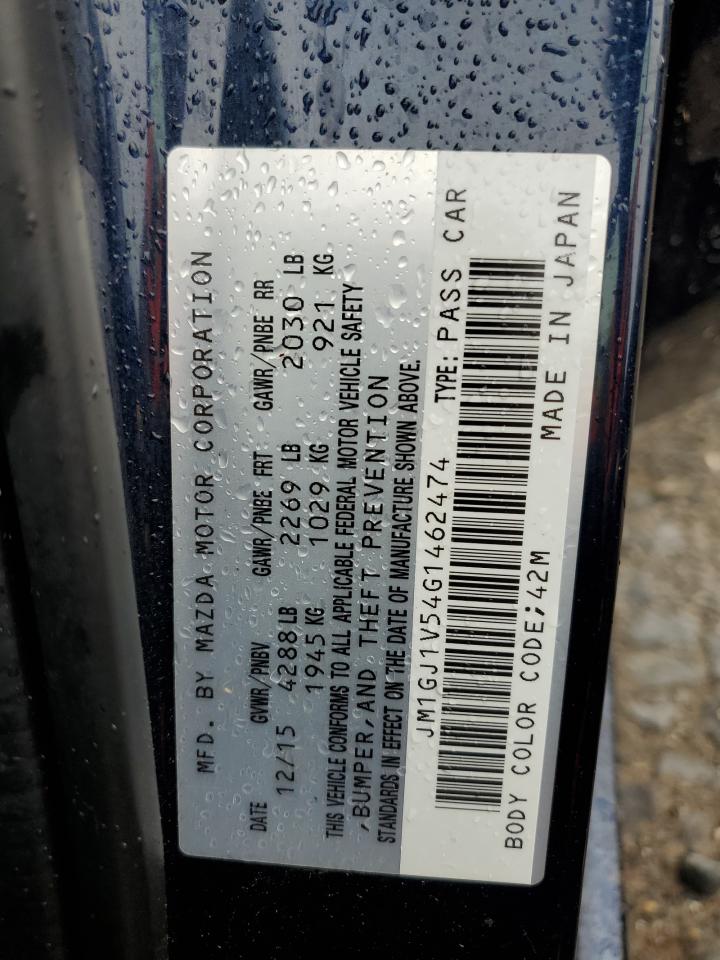 MFD. BY MAZDA MOTOR CORPORATION
DATE GVWR/PNBV GAWR/PNBE FRT GAWR/PNBE RR
12/15 4288 LB 2269 LB 2030 LB
1945 KG 1029 KG 921 KG
THIS VEHICLE CONFORMS TO ALL APPLICABLE FEDERAL MOTOR VEHICLE SAFETY
,BUMPER,AND THEFT PREVENTION
STANDARDS IN EFFECT ON THE DATE OF MANUFACTURE SHOWN ABOVE.
JM1GJ1V54G1462474 TYPE: PASS CAR
BODY COLOR CODE;42M MADE IN JAPAN